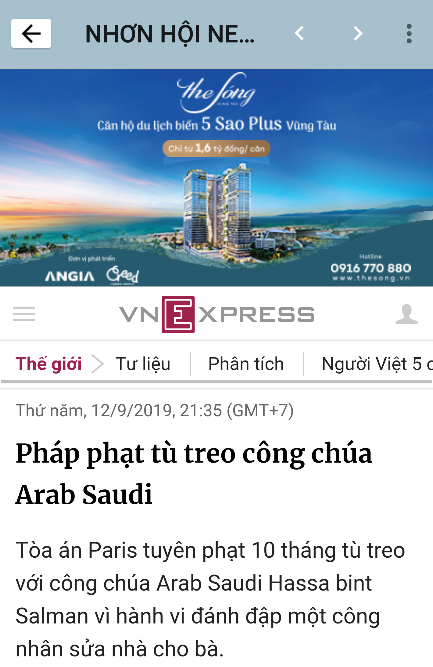 NHƠN HỘI NE...
the Sóng
VŨNG TÀU
Căn hộ du lịch biển 5 Sao Plus Vũng Tàu
Chỉ từ 1,6 tỷ đồng/ căn
Đơn vị phát triển
ANGIA
Hotline
0916 770 880
www.thesong.vn
VNEXPRESS
Thế giới
Tư liệu
Phân tích
Người Việt 5 c
Thứ năm, 12/9/2019, 21:35 (GMT+7)
Pháp phạt tù treo công chúa
Arab Saudi
Tòa án Paris tuyên phạt 10 tháng tù treo
với công chúa Arab Saudi Hassa bint
Salman vì hành vi đánh đập một công
nhân sửa nhà cho bà.